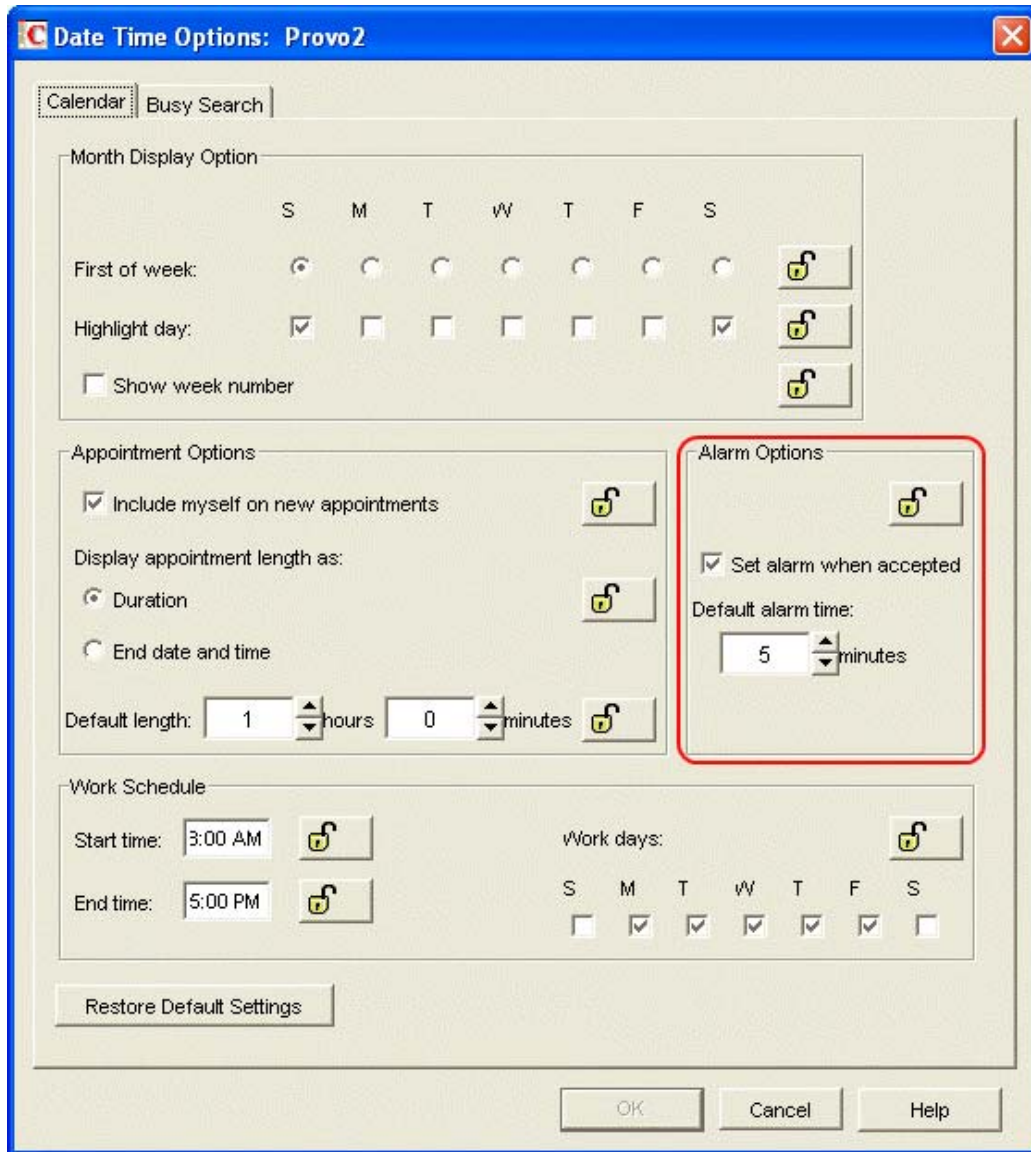 C Date Time Options: Provo2
Calendar Busy Search
Month Display Option
S M T W T F S
First of week:
Highlight day:
Show week number
Appointment Options
Include myself on new appointments
Display appointment length as:
Duration
End date and time
Default length: 1 hours 0 minutes
Alarm Options
Set alarm when accepted
Default alarm time:
5 minutes
Work Schedule
Start time: 8:00 AM
End time: 5:00 PM
Work days:
S M T W T F S
Restore Default Settings
OK Cancel Help